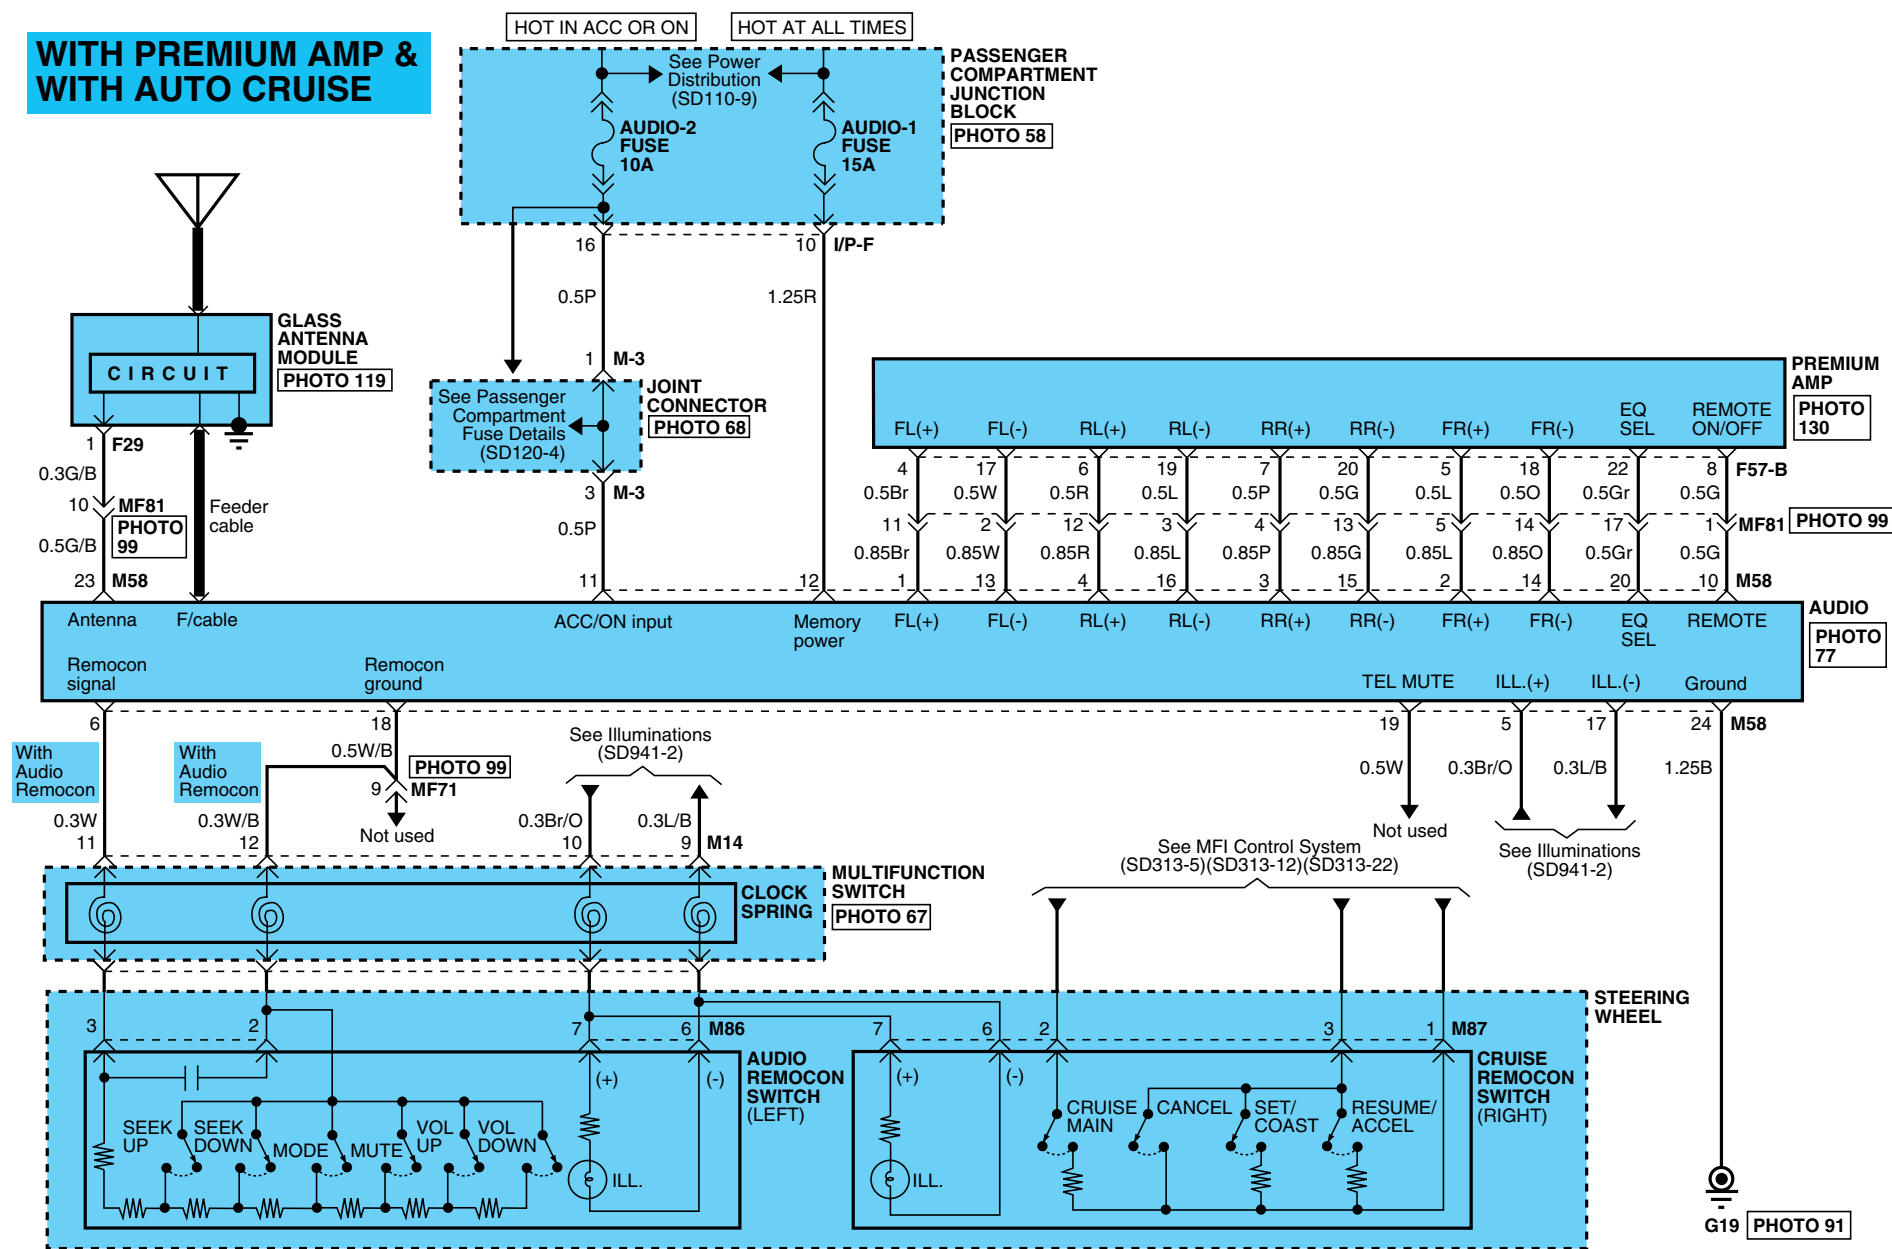 WITH PREMIUM AMP &
WITH AUTO CRUISE
HOT IN ACC OR ON
HOT AT ALL TIMES
See Power
Distribution
(SD110-9)
AUDIO-2
FUSE
10A
AUDIO-1
FUSE
15A
PASSENGER
COMPARTMENT
JUNCTION
BLOCK
PHOTO 58
16
10
I/P-F
0.5P
1.25R
GLASS
ANTENNA
MODULE
PHOTO 119
CIRCUIT
1
F29
0.3G/B
10
MF81
PHOTO
99
0.5G/B
23
M58
Feeder
cable
1
M-3
See Passenger
Compartment
Fuse Details
(SD120-4)
JOINT
CONNECTOR
PHOTO 68
3
M-3
0.5P
11
12
PREMIUM
AMP
PHOTO
130
FL(+)
FL(-)
RL(+)
RL(-)
RR(+)
RR(-)
FR(+)
FR(-)
EQ
SEL
REMOTE
ON/OFF
4
17
6
19
7
20
5
18
22
8
F57-B
0.5Br
0.5W
0.5R
0.5L
0.5P
0.5G
0.5L
0.5O
0.5Gr
0.5G
11
2
12
3
4
13
5
14
17
1
MF81
PHOTO 99
0.85Br
0.85W
0.85R
0.85L
0.85P
0.85G
0.85L
0.85O
0.5Gr
0.5G
1
13
4
16
3
15
2
14
20
10
M58
Antenna
F/cable
ACC/ON input
Memory
power
FL(+)
FL(-)
RL(+)
RL(-)
RR(+)
RR(-)
FR(+)
FR(-)
EQ
SEL
REMOTE
AUDIO
PHOTO
77
Remocon
signal
Remocon
ground
TEL MUTE
ILL.(+)
ILL.(-)
Ground
6
18
19
5
17
24
M58
With
Audio
Remocon
With
Audio
Remocon
0.5W/B
PHOTO 99
9
MF71
Not used
See Illuminations
(SD941-2)
0.5W
0.3Br/O
0.3L/B
1.25B
Not used
See Illuminations
(SD941-2)
0.3W
0.3W/B
0.3Br/O
0.3L/B
11
12
10
9
M14
See MFI Control System
(SD313-5)(SD313-12)(SD313-22)
CLOCK
SPRING
MULTIFUNCTION
SWITCH
PHOTO 67
STEERING
WHEEL
3
2
7
6
M86
7
6
2
3
1
M87
AUDIO
REMOCON
SWITCH
(LEFT)
(+)
(-)
SEEK
UP
SEEK
DOWN
MODE
MUTE
VOL
UP
VOL
DOWN
ILL.
(+)
(-)
ILL.
CRUISE
MAIN
CANCEL
SET/
COAST
RESUME/
ACCEL
CRUISE
REMOCON
SWITCH
(RIGHT)
G19
PHOTO 91